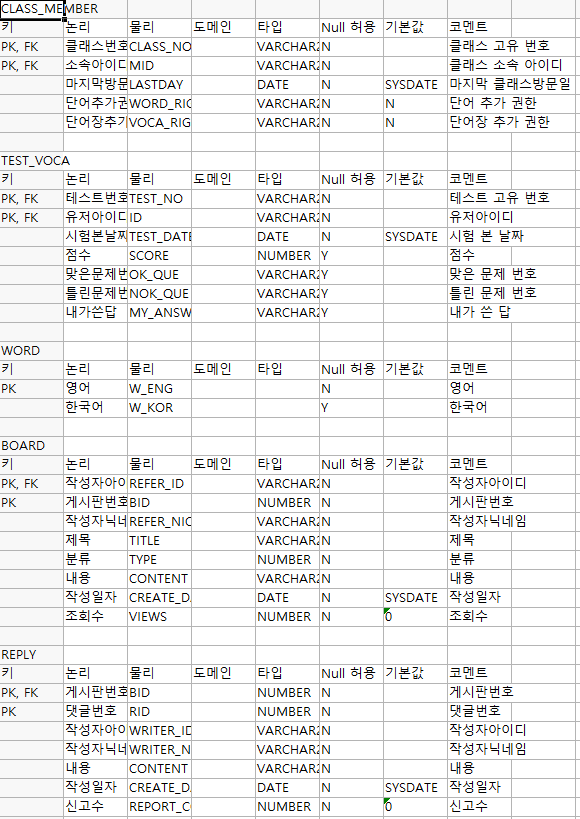 CLASS_MEMBER
키 논리 물리 도메인 타입 Null 허용 기본값 코멘트
PK, FK 클래스번호 CLASS_NO VARCHAR2 N 클래스 고유 번호
PK, FK 소속아이디 MID VARCHAR2 N 클래스 소속 아이디
마지막방문 LASTDAY DATE N SYSDATE 마지막 클래스방문일
단어추가권 WORD_RIG VARCHAR2 N N 단어 추가 권한
단어장추가 VOCA_RIG VARCHAR2 N N 단어장 추가 권한
TEST_VOCA
키 논리 물리 도메인 타입 Null 허용 기본값 코멘트
PK, FK 테스트번호 TEST_NO VARCHAR2 N 테스트 고유 번호
PK, FK 유저아이디 ID VARCHAR2 N 유저아이디
시험본날짜 TEST_DATE DATE N SYSDATE 시험 본 날짜
점수 SCORE NUMBER Y 점수
맞은문제번 OK_QUE VARCHAR2 Y 맞은 문제 번호
틀린문제번 NOK_QUE VARCHAR2 Y 틀린 문제 번호
내가쓴답 MY_ANSW VARCHAR2 Y 내가 쓴 답
WORD
키 논리 물리 도메인 타입 Null 허용 기본값 코멘트
PK 영어 W_ENG N 영어
한국어 W_KOR Y 한국어
BOARD
키 논리 물리 도메인 타입 Null 허용 기본값 코멘트
PK, FK 작성자아이 REFER_ID VARCHAR2 N 작성자아이디
PK 게시판번호 BID NUMBER N 게시판번호
작성자닉네 REFER_NIC VARCHAR2 N 작성자닉네임
제목 TITLE VARCHAR2 N 제목
분류 TYPE NUMBER N 분류
내용 CONTENT VARCHAR2 N 내용
작성일자 CREATE_DA DATE N SYSDATE 작성일자
조회수 VIEWS NUMBER N 0 조회수
REPLY
키 논리 물리 도메인 타입 Null 허용 기본값 코멘트
PK, FK 게시판번호 BID NUMBER N 게시판번호
PK 댓글번호 RID NUMBER N 댓글번호
작성자아이 WRITER_ID VARCHAR2 N 작성자아이디
작성자닉네 WRITER_N VARCHAR2 N 작성자닉네임
내용 CONTENT VARCHAR2 N 내용
작성일자 CREATE_DA DATE N SYSDATE 작성일자
신고수 REPORT_CO NUMBER N 0 신고수